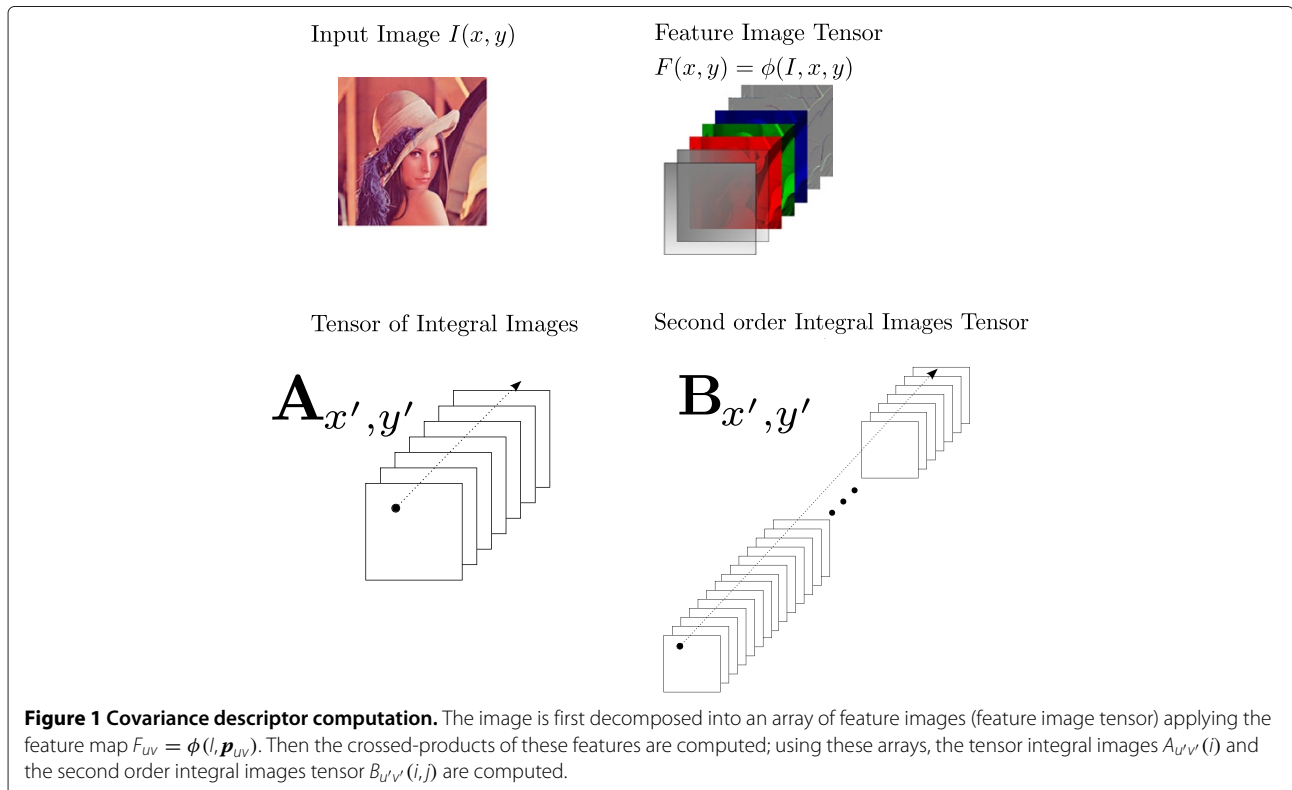 Input Image I(x, y)
Feature Image Tensor
F(x, y) = ϕ(I, x, y)
Tensor of Integral Images
Second order Integral Images Tensor
A_{x′,y′}
B_{x′,y′}
Figure 1 Covariance descriptor computation. The image is first decomposed into an array of feature images (feature image tensor) applying the
feature map F_{uv} = ϕ(I, p_{uv}). Then the crossed-products of these features are computed; using these arrays, the tensor integral images A_{u′v′}(i) and
the second order integral images tensor B_{u′v′}(i, j) are computed.